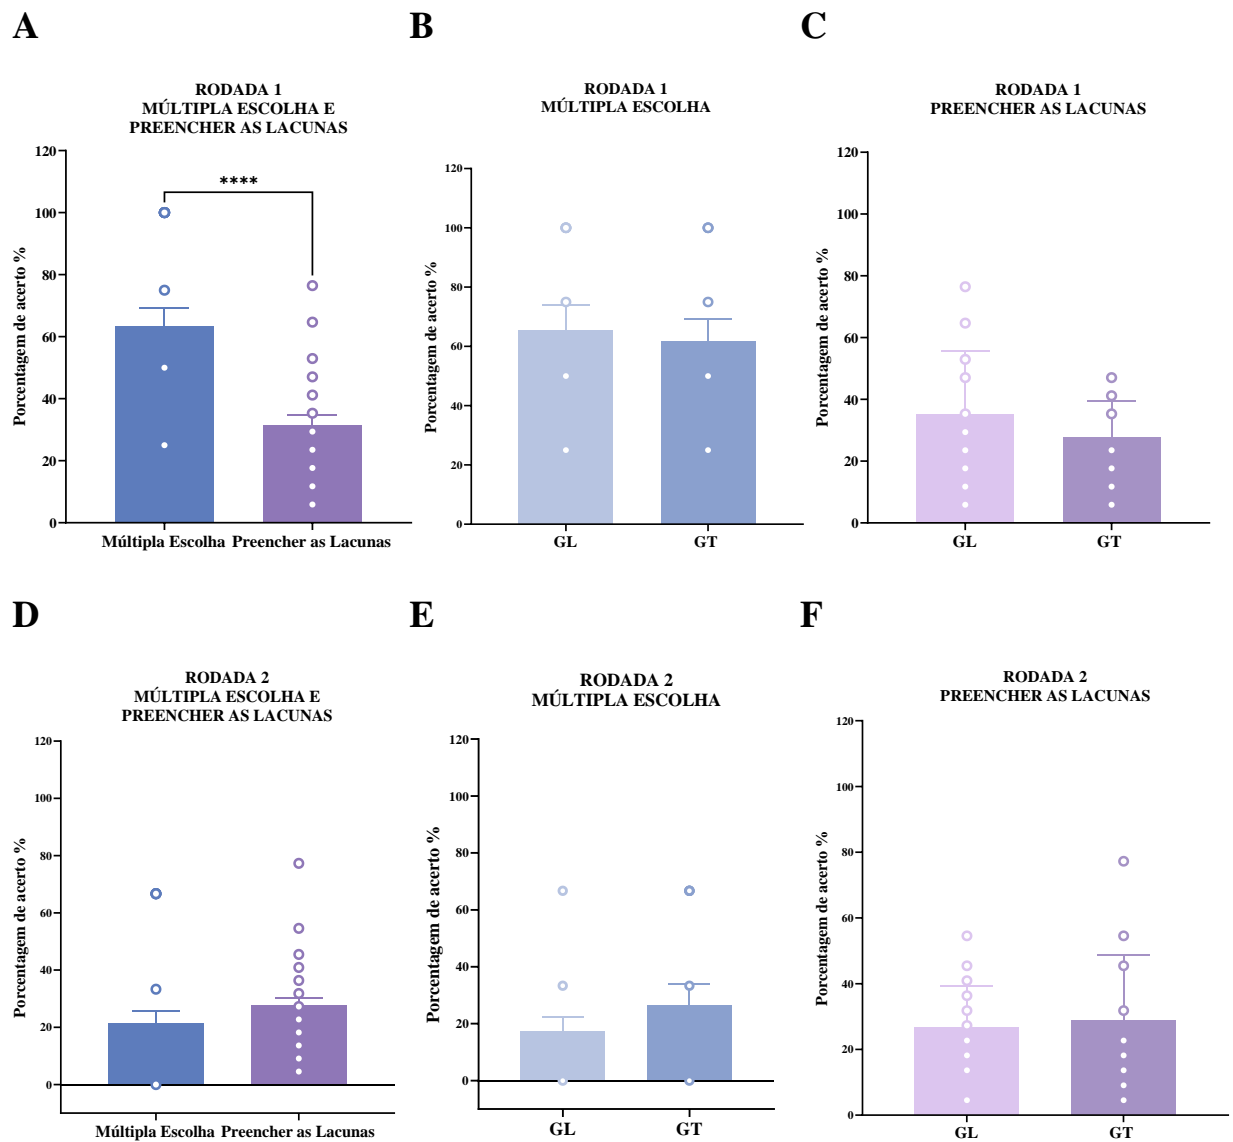 A
B
C
RODADA 1
MÚLTIPLA ESCOLHA E
PREENCHER AS LACUNAS
120
100
80
60
40
20
0
Porcentagem de acerto %
****
Múltipla Escolha
Preencher as Lacunas
RODADA 1
MÚLTIPLA ESCOLHA
120
100
80
60
40
20
0
Porcentagem de acerto %
GL
GT
RODADA 1
PREENCHER AS LACUNAS
120
100
80
60
40
20
0
Porcentagem de acerto %
GL
GT
D
E
F
RODADA 2
MÚLTIPLA ESCOLHA E
PREENCHER AS LACUNAS
120
100
80
60
40
20
0
Porcentagem de acerto %
Múltipla Escolha
Preencher as Lacunas
RODADA 2
MÚLTIPLA ESCOLHA
120
100
80
60
40
20
0
Porcentagem de acerto %
GL
GT
RODADA 2
PREENCHER AS LACUNAS
120
100
80
60
40
20
0
Porcentagem de acerto %
GL
GT